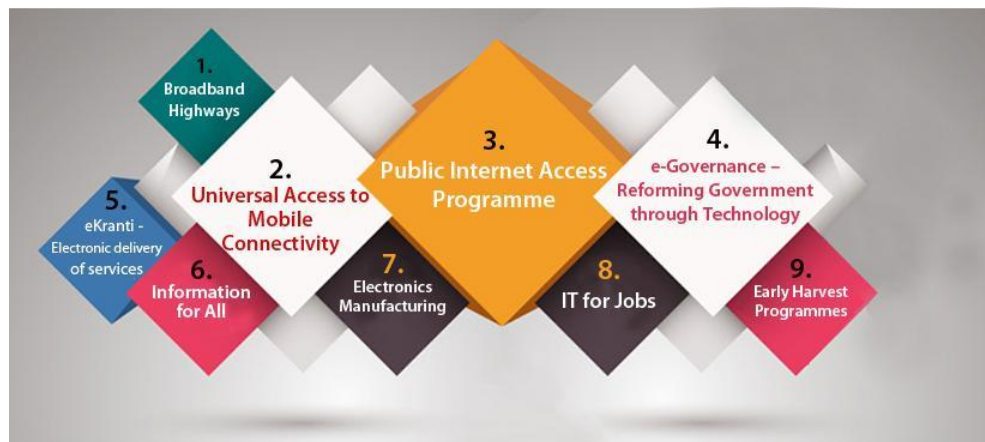 1.
Broadband
Highways
2.
Universal Access to
Mobile
Connectivity
3.
Public Internet Access
Programme
4.
e-Governance –
Reforming Government
through Technology
5.
eKranti -
Electronic delivery
of services
6.
Information
for All
7.
Electronics
Manufacturing
8.
IT for Jobs
9.
Early Harvest
Programmes